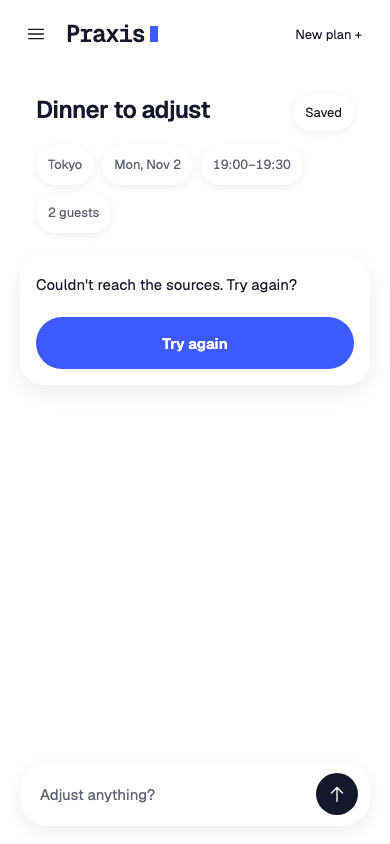 Praxis
New plan +
Dinner to adjust
Saved
Tokyo
Mon, Nov 2
19:00–19:30
2 guests
Couldn't reach the sources. Try again?
Try again
Adjust anything?